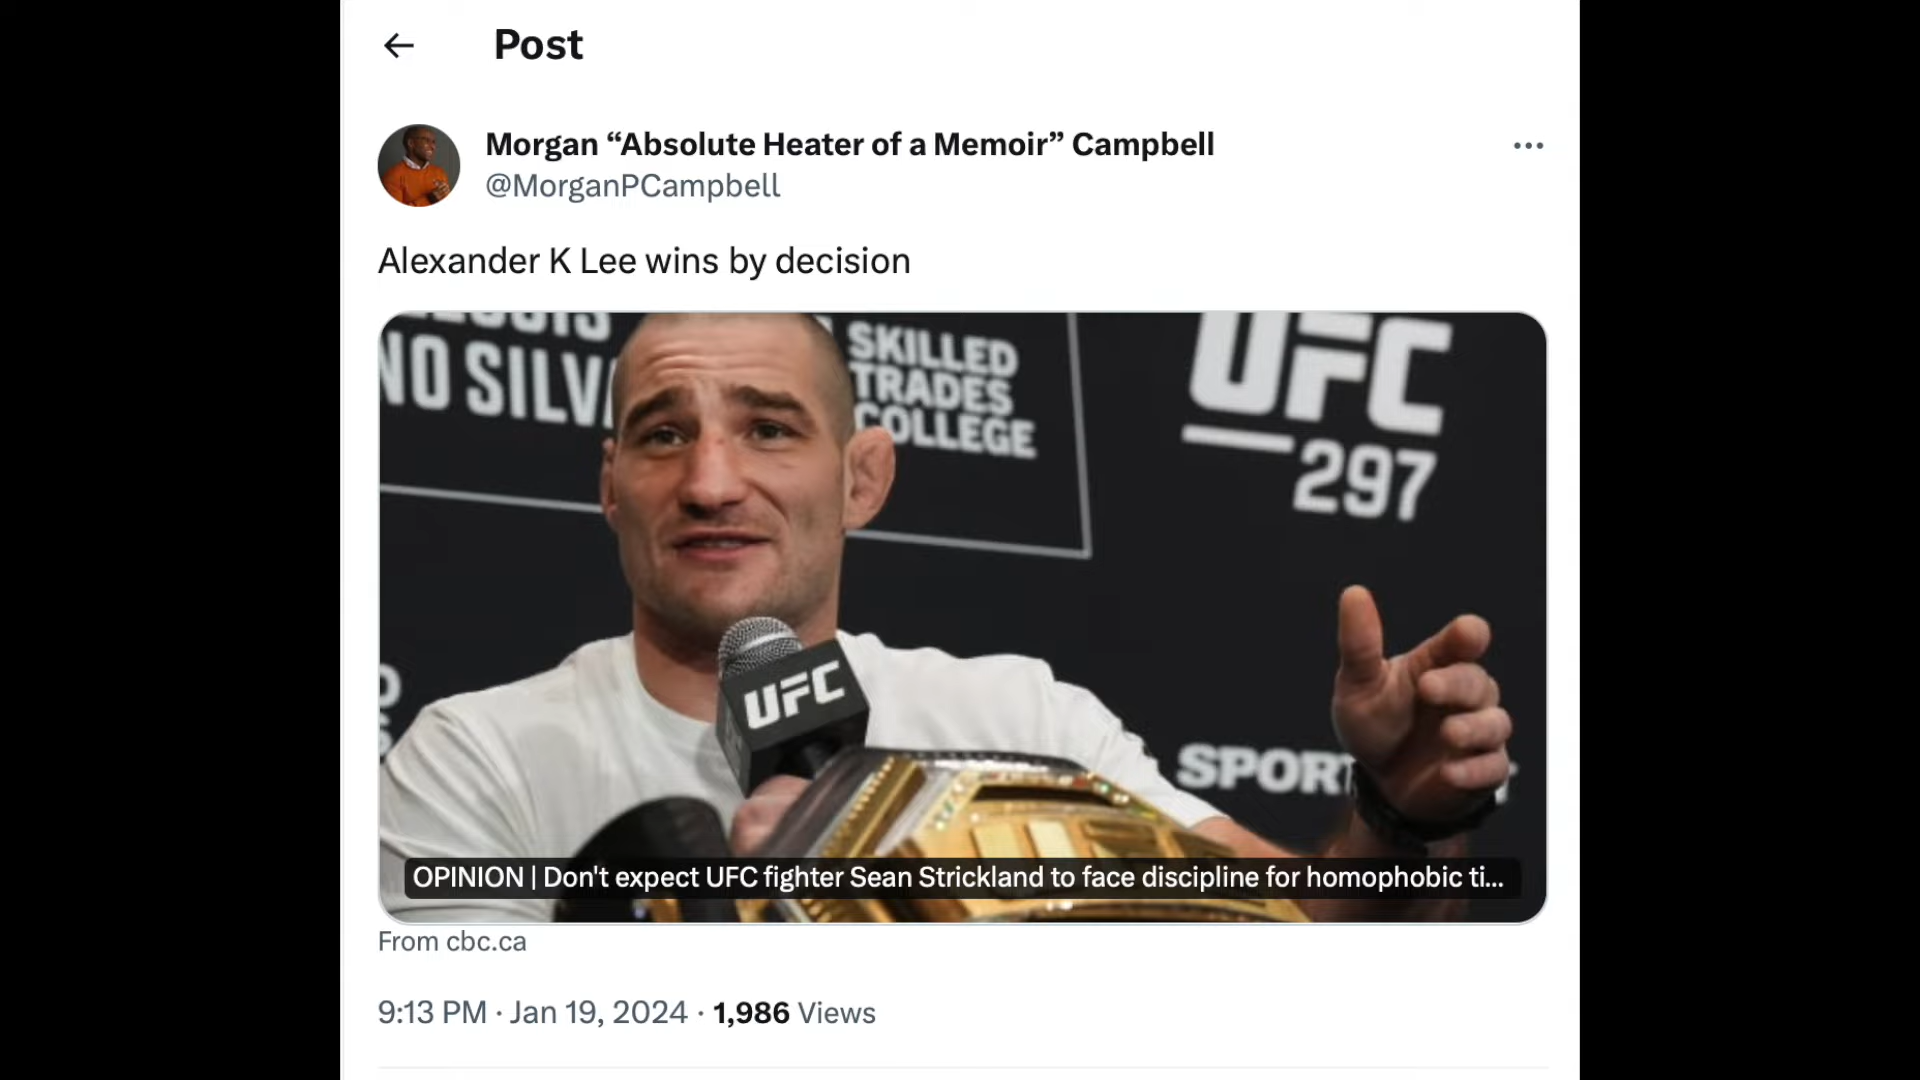 Post
Morgan “Absolute Heater of a Memoir” Campbell
@MorganPCampbell
Alexander K Lee wins by decision
NO SILVA
SKILLED
TRADES
COLLEGE
UFC
297
UFC
SPORT
OPINION | Don't expect UFC fighter Sean Strickland to face discipline for homophobic ti...
From cbc.ca
9:13 PM · Jan 19, 2024 · 1,986 Views